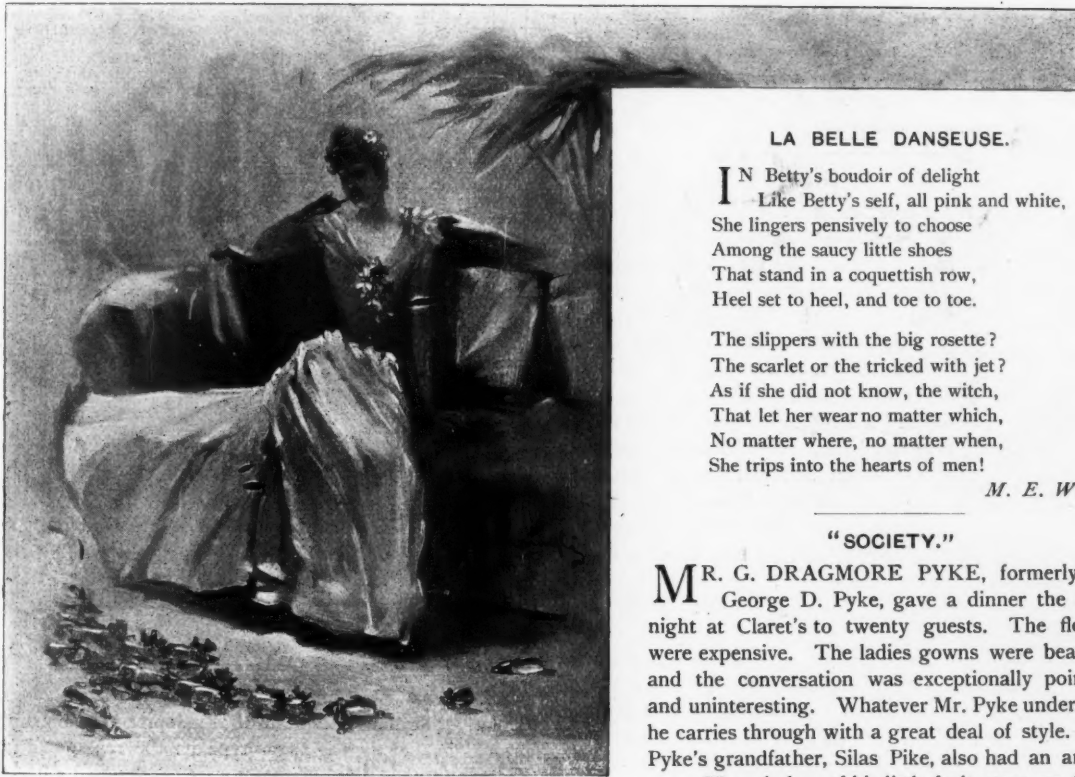 LA BELLE DANSEUSE.
IN Betty's boudoir of delight
Like Betty's self, all pink and white,
She lingers pensively to choose
Among the saucy little shoes
That stand in a coquettish row,
Heel set to heel, and toe to toe.
The slippers with the big rosette?
The scarlet or the tricked with jet?
As if she did not know, the witch,
That let her wear no matter which,
No matter where, no matter when,
She trips into the hearts of men!
M. E. W
"SOCIETY."
MR. G. DRAGMORE PYKE, formerly
George D. Pyke, gave a dinner the
night at Claret's to twenty guests. The
were expensive. The ladies gowns were
and the conversation was exceptionally
and uninteresting. Whatever Mr. Pyke
he carries through with a great deal of style.
Pyke's grandfather, Silas Pike, also had an